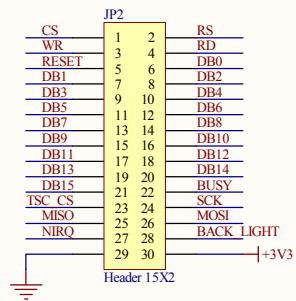 JP2
CS 1 2 RS
WR 3 4 RD
RESET 5 6 DB0
DB1 7 8 DB2
DB3 9 10 DB4
DB5 11 12 DB6
DB7 13 14 DB8
DB9 15 16 DB10
DB11 17 18 DB12
DB13 19 20 DB14
DB15 21 22 BUSY
TSC_CS 23 24 SCK
MISO 25 26 MOSI
NIRQ 27 28 BACK_LIGHT
29 30 +3V3
Header 15X2